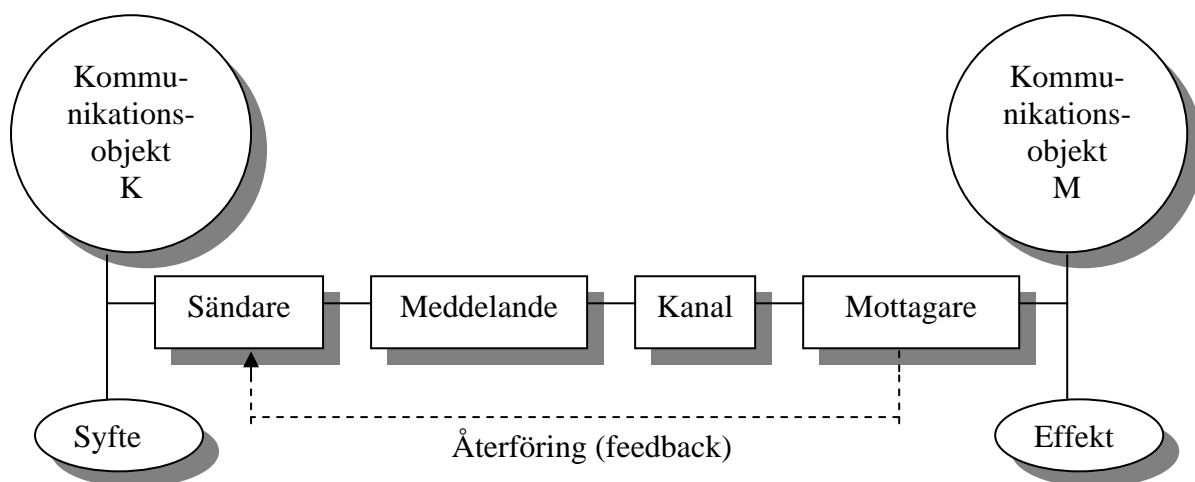 Kommu-
nikations-
objekt
K
Kommu-
nikations-
objekt
M
Sändare
Meddelande
Kanal
Mottagare
Syfte
Återföring (feedback)
Effekt